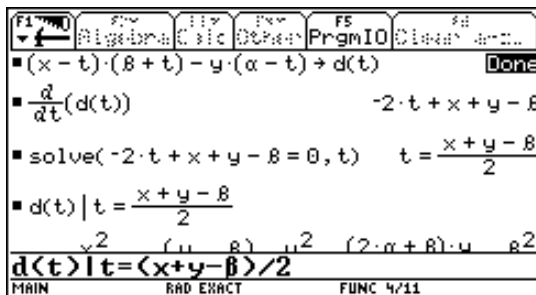 F1 F5
Algebra Calc Other PrgmIO Clean
(x − t)·(β + t) − y·(α − t) → d(t) Done
d/dt(d(t)) -2·t + x + y − β
solve(-2·t + x + y − β = 0, t) t = (x + y − β)/2
d(t) | t = (x + y − β)/2
d(t)|t=(x+y-β)/2
MAIN RAD EXACT FUNC 4/11